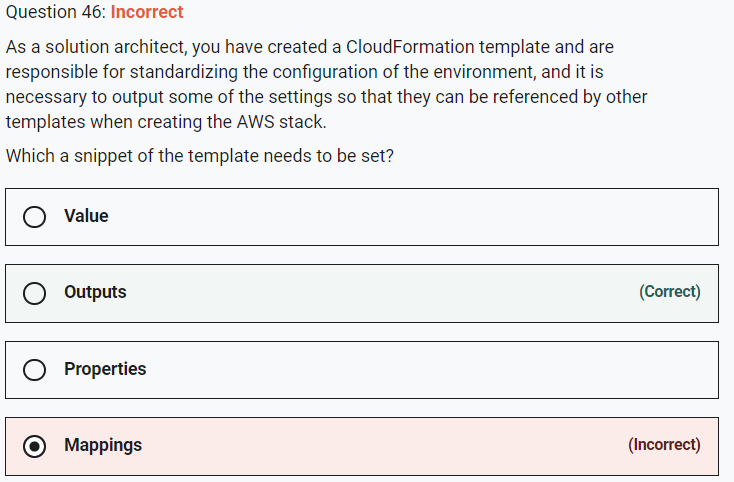 Question 46: Incorrect
As a solution architect, you have created a CloudFormation template and are
responsible for standardizing the configuration of the environment, and it is
necessary to output some of the settings so that they can be referenced by other
templates when creating the AWS stack.
Which a snippet of the template needs to be set?
Value
Outputs (Correct)
Properties
Mappings (Incorrect)